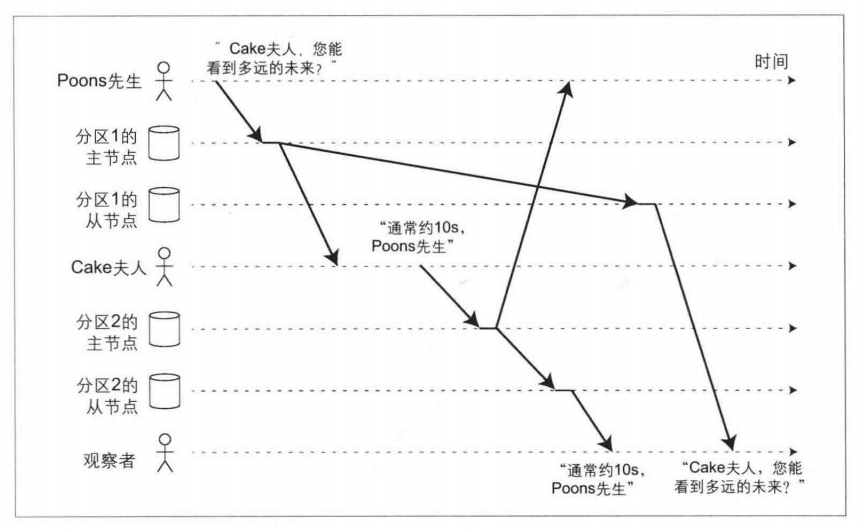 “Cake夫人，您能
看到多远的未来？”
时间
Poons先生
分区1的
主节点
分区1的
从节点
“通常约10s，
Poons先生”
Cake夫人
分区2的
主节点
分区2的
从节点
观察者
“通常约10s，
Poons先生”
“Cake夫人，您能
看到多远的未来？”